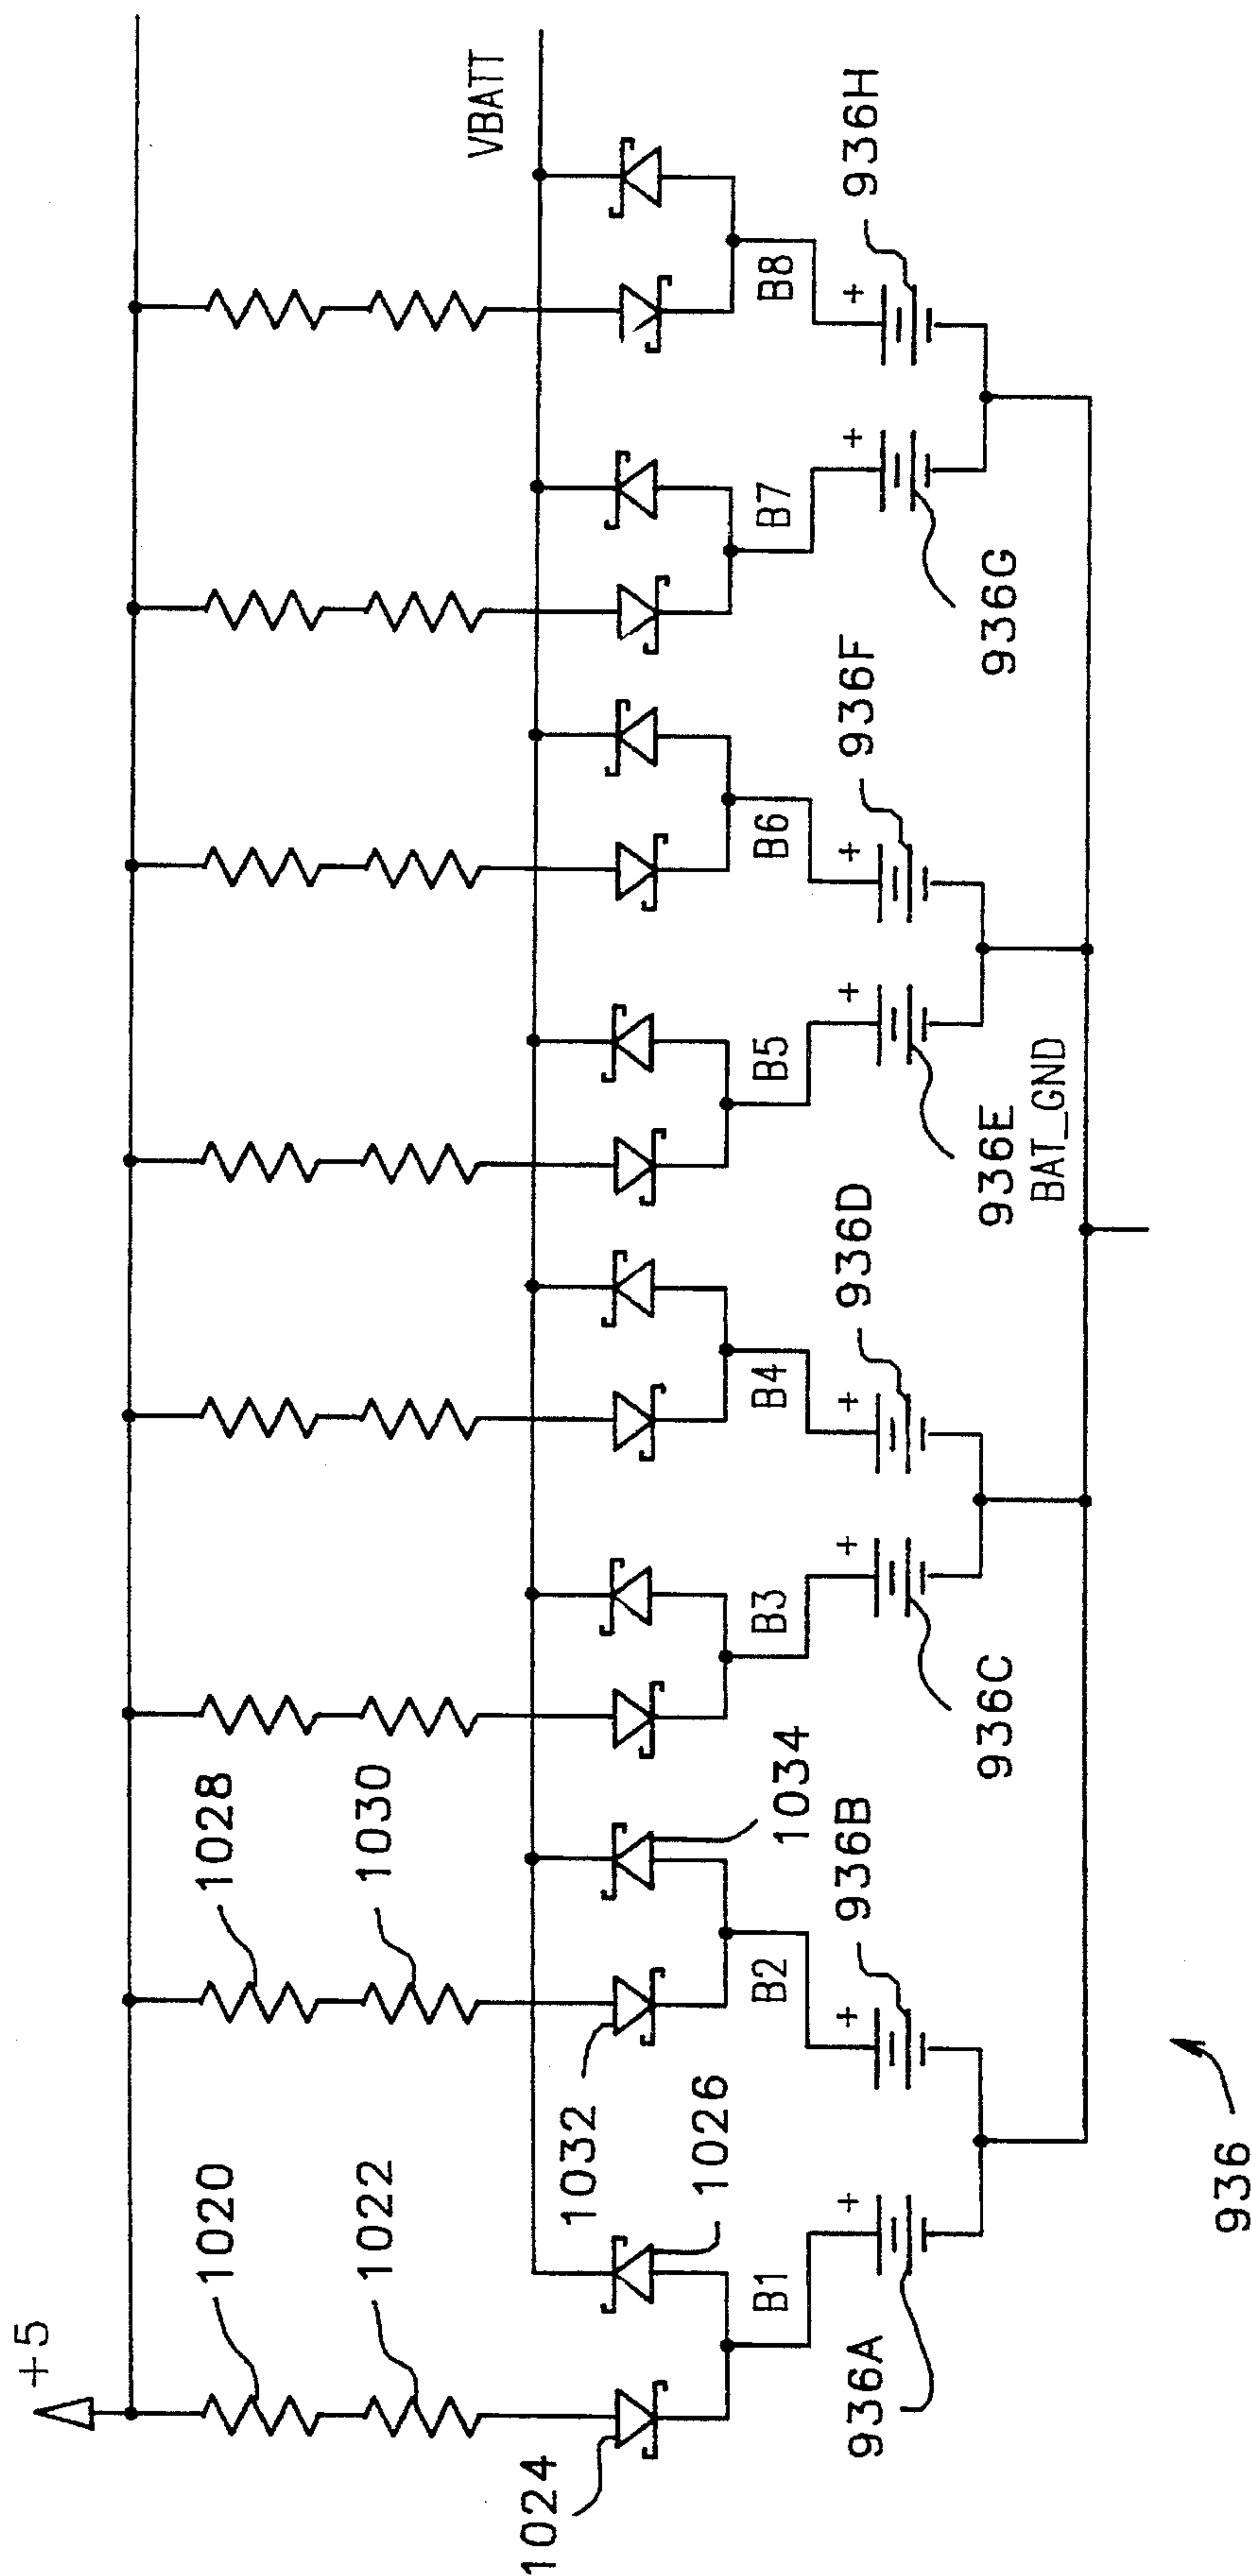 +5
1020
1022
1024
1026
1028
1030
1032
1034
VBATT
B1
B2
B3
B4
B5
B6
B7
B8
+
+
+
+
+
+
+
+
936A
936B
936C
936D
936E
936F
936G
936H
BAT_GND
936